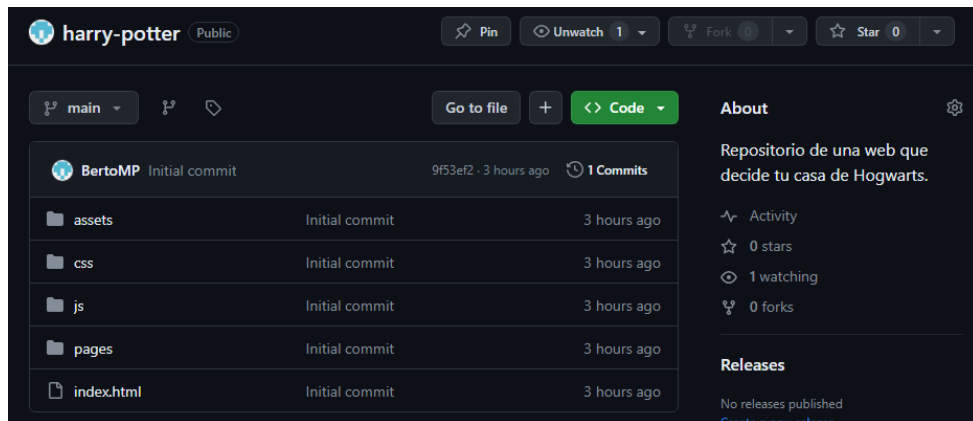 harry-potter Public Pin Unwatch 1 Fork 0 Star 0
main Go to file + <> Code
BertoMP Initial commit 9f53ef2 · 3 hours ago 1 Commits
assets Initial commit 3 hours ago
css Initial commit 3 hours ago
js Initial commit 3 hours ago
pages Initial commit 3 hours ago
index.html Initial commit 3 hours ago
About
Repositorio de una web que
decide tu casa de Hogwarts.
Activity
0 stars
1 watching
0 forks
Releases
No releases published